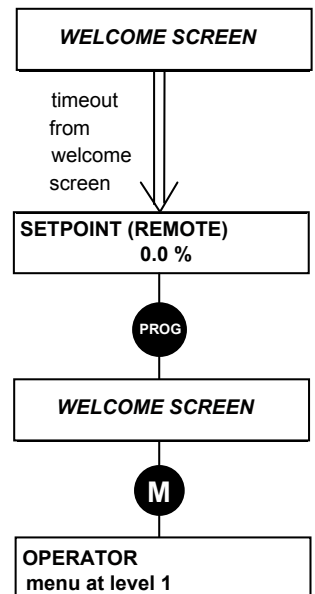 WELCOME SCREEN
timeout
from
welcome
screen
SETPOINT (REMOTE)
0.0 %
PROG
WELCOME SCREEN
M
OPERATOR
menu at level 1